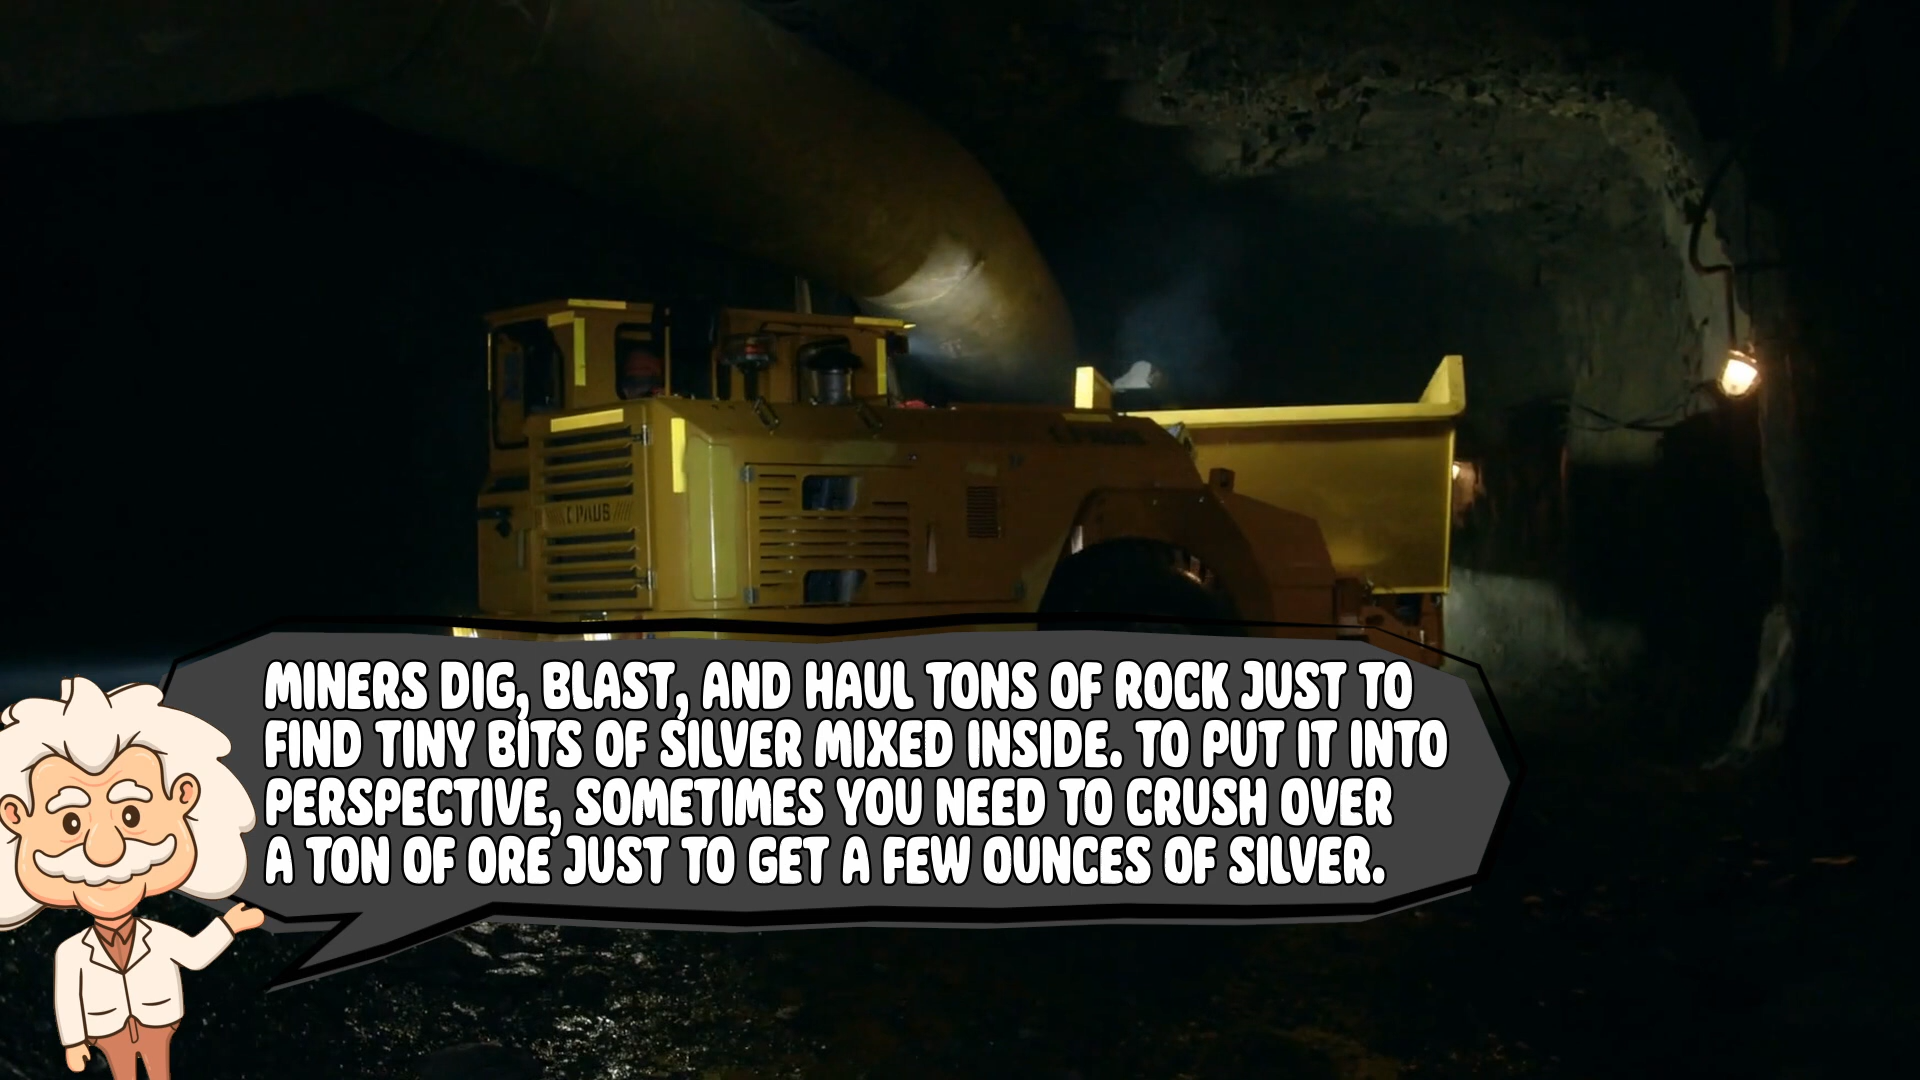 PAUS
MINERS DIG, BLAST, AND HAUL TONS OF ROCK JUST TO
FIND TINY BITS OF SILVER MIXED INSIDE. TO PUT IT INTO
PERSPECTIVE, SOMETIMES YOU NEED TO CRUSH OVER
A TON OF ORE JUST TO GET A FEW OUNCES OF SILVER.